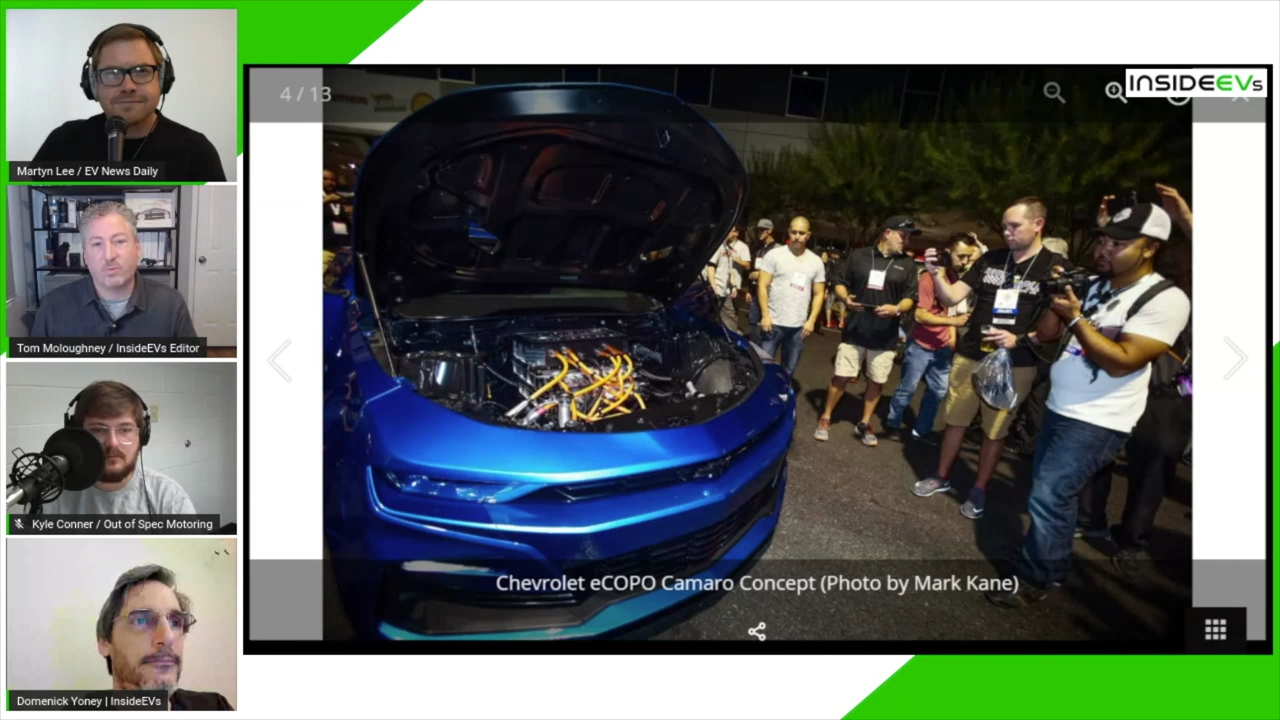 Martyn Lee / EV News Daily
Tom Moloughney / InsideEVs Editor
Kyle Conner / Out of Spec Motoring
Domenick Yoney | InsideEVs
4 / 13
INSIDEEVs
Chevrolet eCOPO Camaro Concept (Photo by Mark Kane)